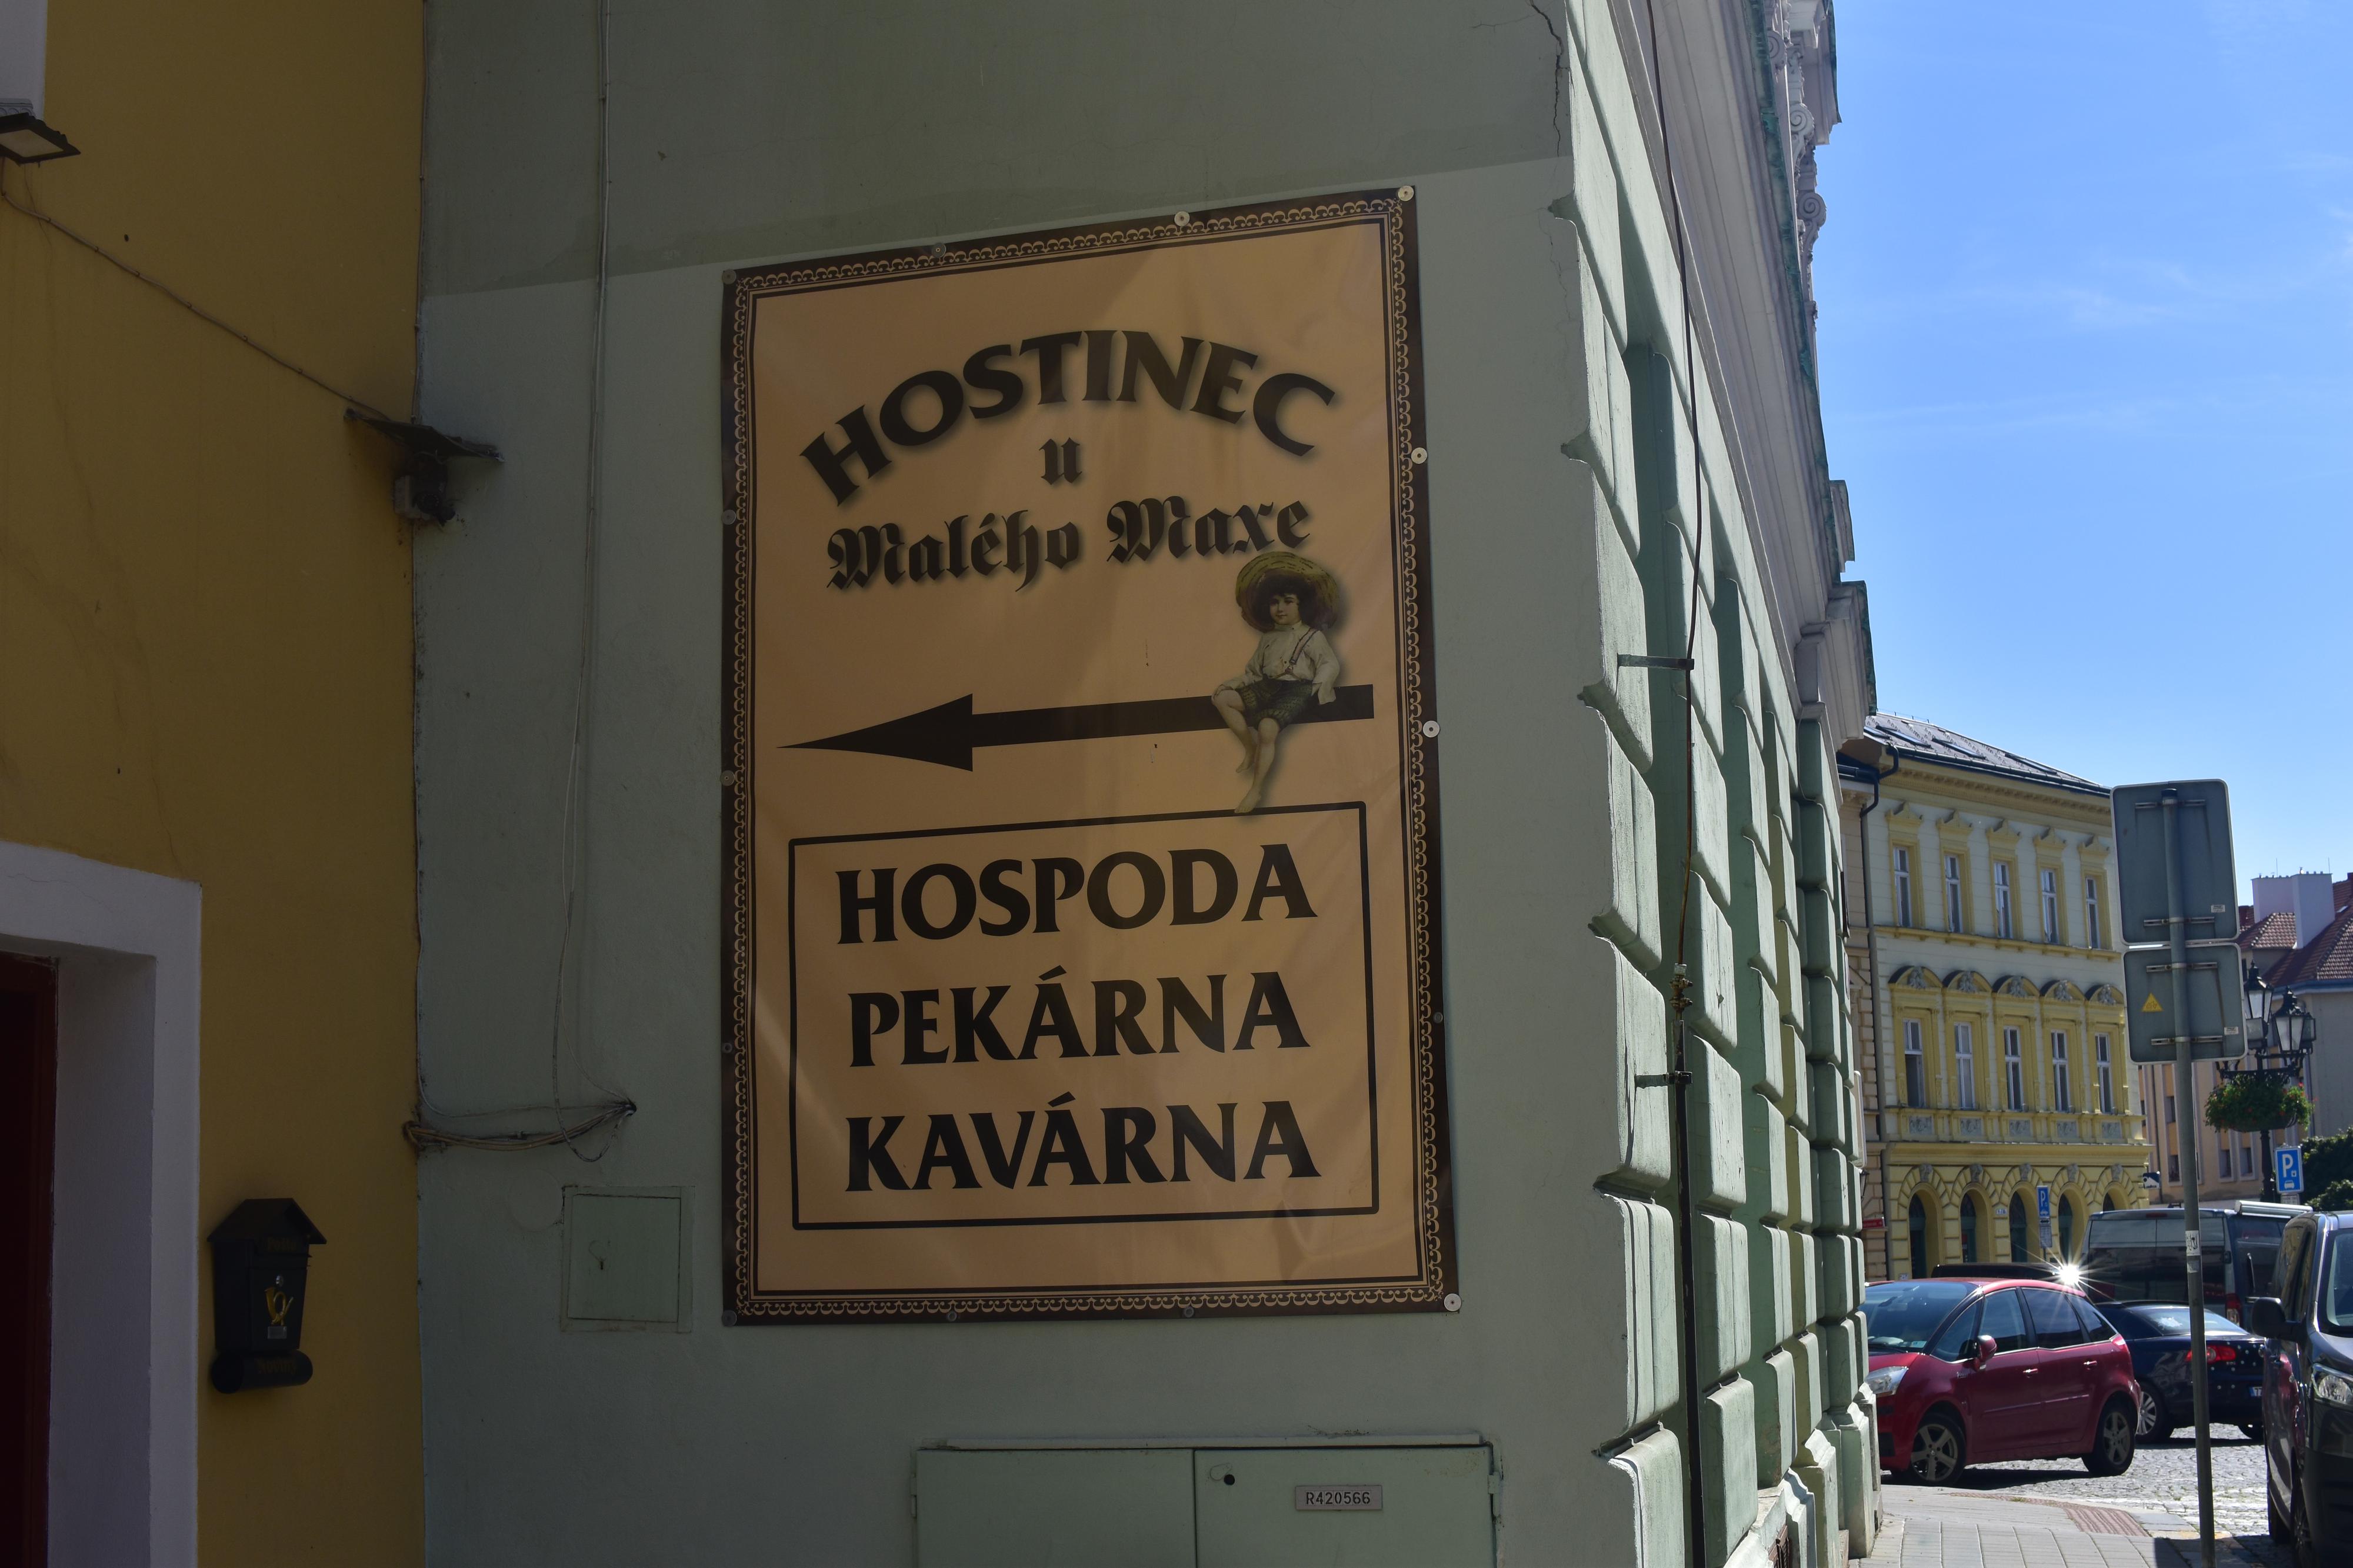 HOSTINEC
u
Malého Maxe
HOSPODA
PEKÁRNA
KAVÁRNA
R420566
P
P